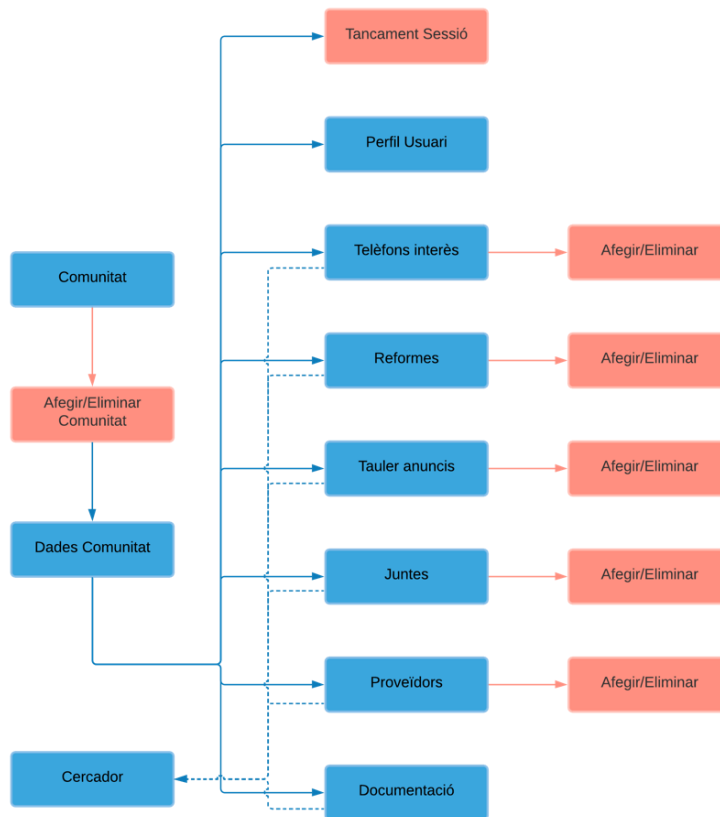 Tancament Sessió
Perfil Usuari
Telèfons interès
Afegir/Eliminar
Comunitat
Reformes
Afegir/Eliminar
Afegir/Eliminar
Comunitat
Tauler anuncis
Afegir/Eliminar
Dades Comunitat
Juntes
Afegir/Eliminar
Proveïdors
Afegir/Eliminar
Cercador
Documentació